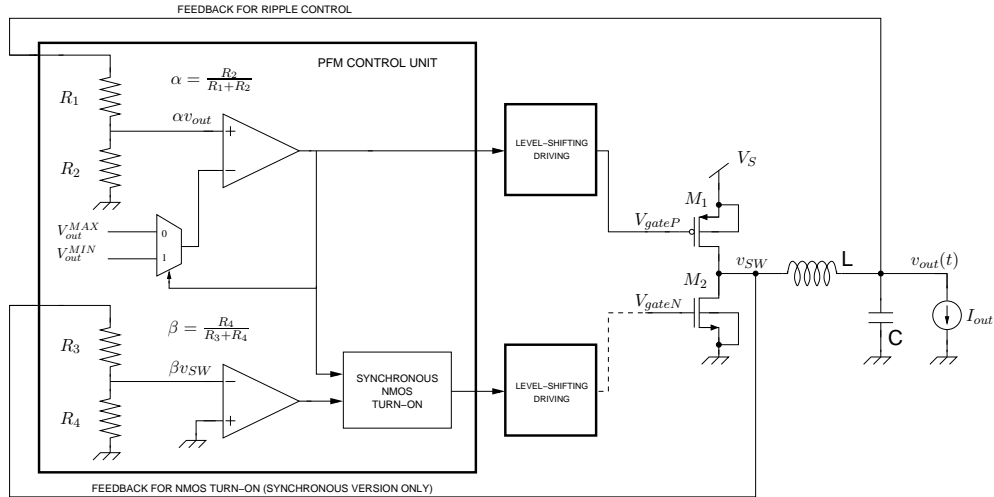 FEEDBACK FOR RIPPLE CONTROL
PFM CONTROL UNIT
α = R2/(R1+R2)
R1
αvout
+
R2
−
LEVEL−SHIFTING
DRIVING
VS
M1
VgateP
Vout^MAX
0
Vout^MIN
1
vSW
L
vout(t)
M2
VgateN
Iout
C
β = R4/(R3+R4)
R3
βvSW
−
R4
+
SYNCHRONOUS
NMOS
TURN−ON
LEVEL−SHIFTING
DRIVING
FEEDBACK FOR NMOS TURN−ON (SYNCHRONOUS VERSION ONLY)